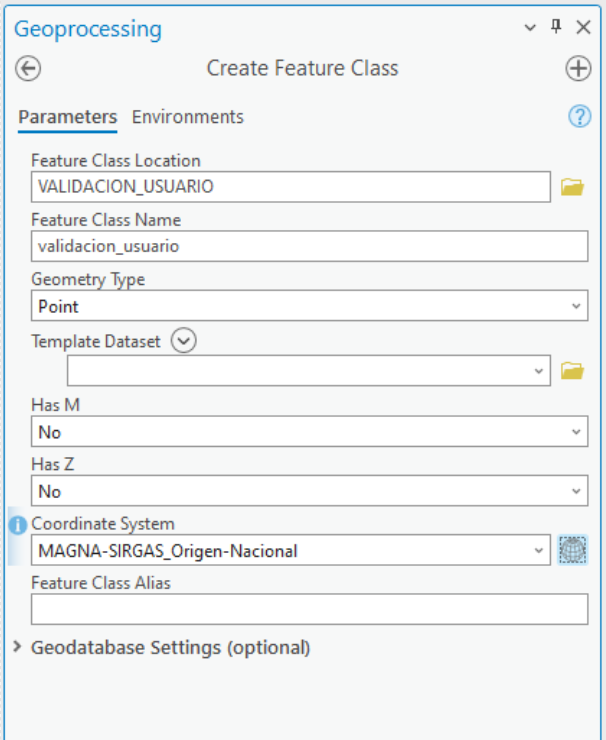 Geoprocessing
Create Feature Class
Parameters Environments
Feature Class Location
VALIDACION_USUARIO
Feature Class Name
validacion_usuario
Geometry Type
Point
Template Dataset
Has M
No
Has Z
No
Coordinate System
MAGNA-SIRGAS_Origen-Nacional
Feature Class Alias
Geodatabase Settings (optional)